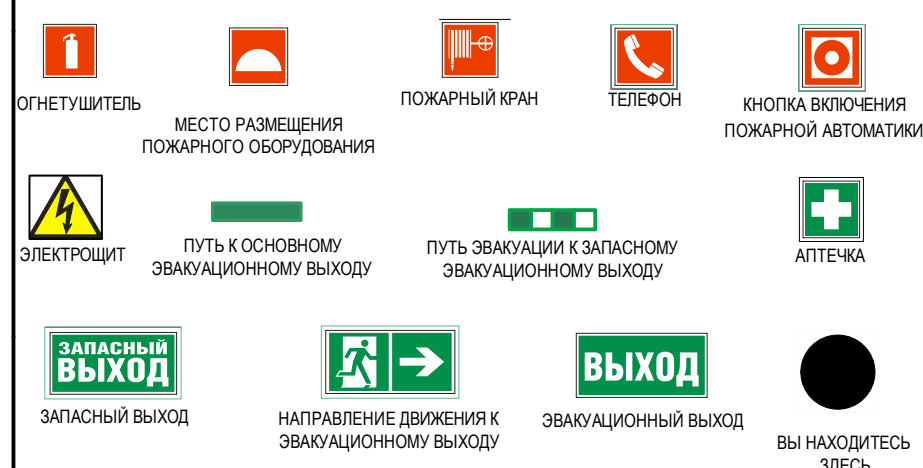 ОГНЕТУШИТЕЛЬ
МЕСТО РАЗМЕЩЕНИЯ
ПОЖАРНОГО ОБОРУДОВАНИЯ
ПОЖАРНЫЙ КРАН
ТЕЛЕФОН
КНОПКА ВКЛЮЧЕНИЯ
ПОЖАРНОЙ АВТОМАТИКИ
ЭЛЕКТРОЩИТ
ПУТЬ К ОСНОВНОМУ
ЭВАКУАЦИОННОМУ ВЫХОДУ
ПУТЬ ЭВАКУАЦИИ К ЗАПАСНОМУ
ЭВАКУАЦИОННОМУ ВЫХОДУ
АПТЕЧКА
ЗАПАСНЫЙ
ВЫХОД
ЗАПАСНЫЙ ВЫХОД
НАПРАВЛЕНИЕ ДВИЖЕНИЯ К
ЭВАКУАЦИОННОМУ ВЫХОДУ
ВЫХОД
ЭВАКУАЦИОННЫЙ ВЫХОД
ВЫ НАХОДИТЕСЬ
ЗДЕСЬ